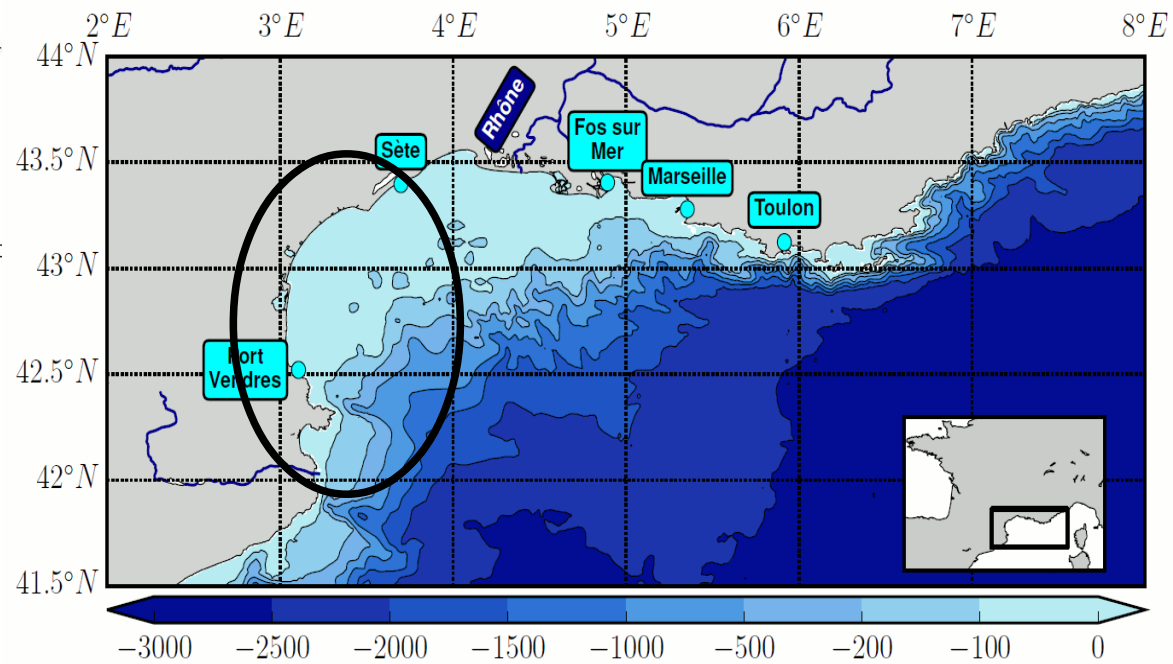 2°E 3°E 4°E 5°E 6°E 7°E 8°E
44°N
Rhône
Fos sur
Mer
Sète
43.5°N
Marseille
Toulon
43°N
Port
Vendres
42.5°N
42°N
41.5°N
−3000 −2500 −2000 −1500 −1000 −500 −200 −100 0